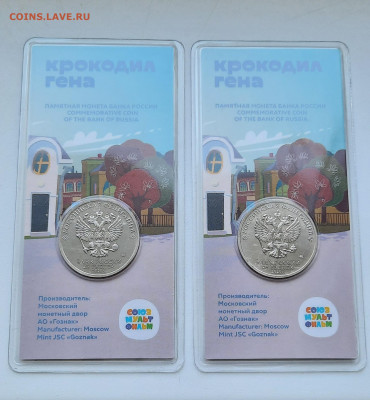 COINS.LAVE.RU
крокодил
гена
ПАМЯТНАЯ МОНЕТА БАНКА РОССИИ
COMMEMORATIVE COIN
OF THE BANK OF RUSSIA
Производитель:
Московский
монетный двор
АО «Гознак»
Manufacturer: Moscow
Mint JSC «Goznak»
СОЮЗ
МУЛЬТ
ФИЛЬМ
крокодил
гена
ПАМЯТНАЯ МОНЕТА БАНКА РОССИИ
COMMEMORATIVE COIN
OF THE BANK OF RUSSIA
Производитель:
Московский
монетный двор
АО «Гознак»
Manufacturer: Moscow
Mint JSC «Goznak»
СОЮЗ
МУЛЬТ
ФИЛЬМ